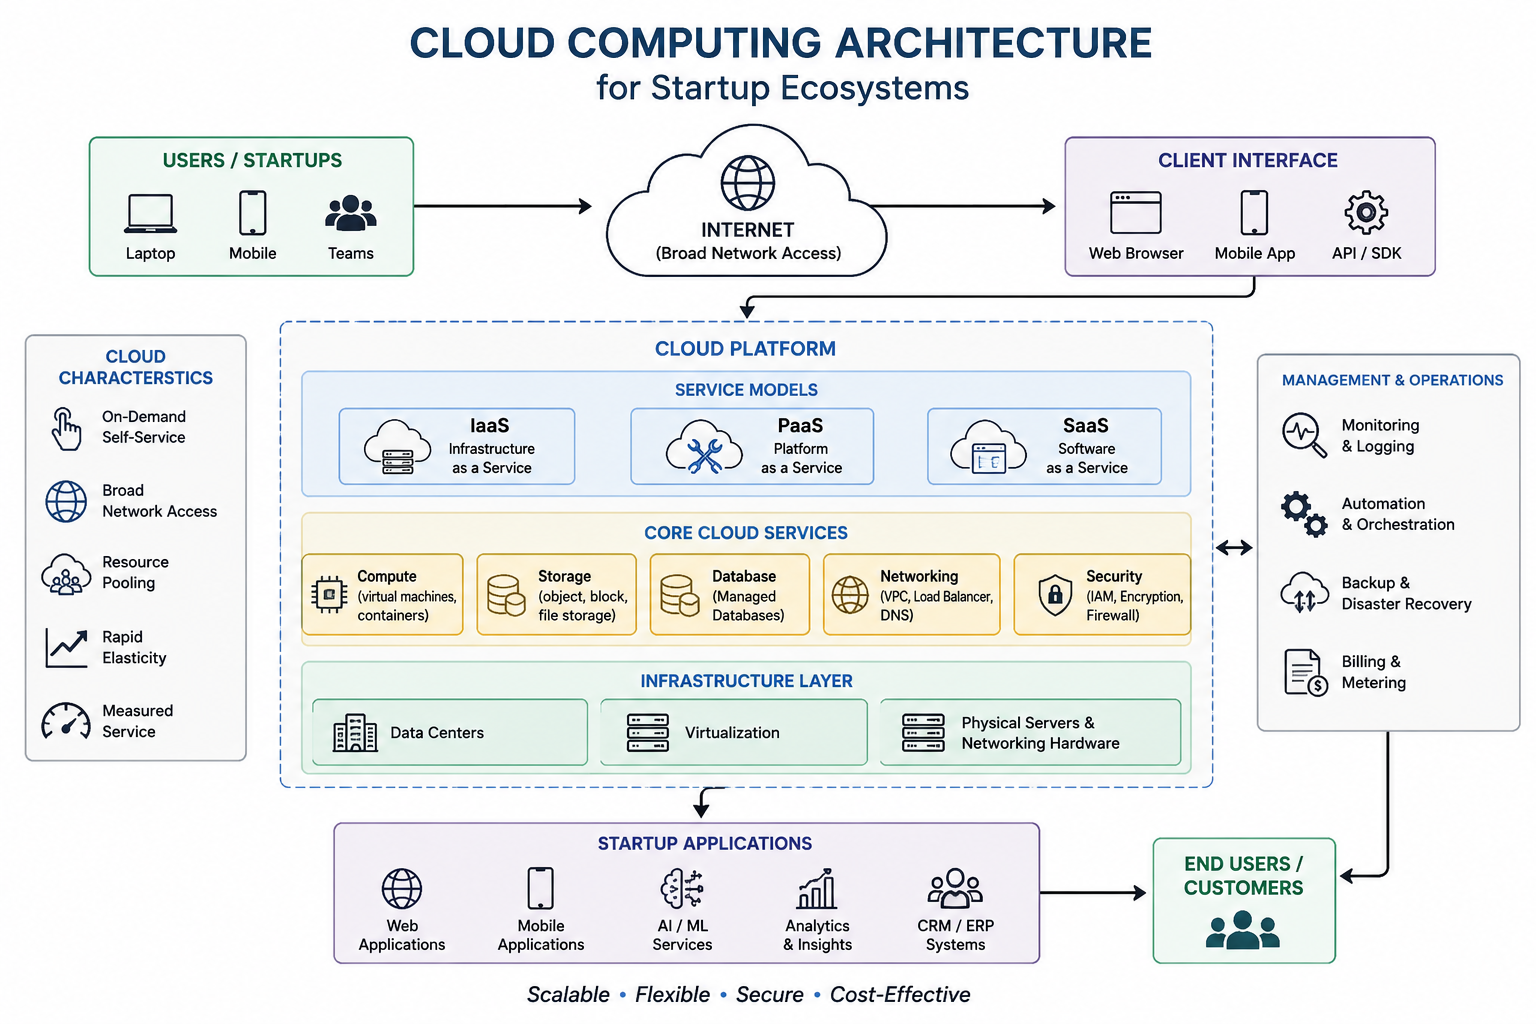 CLOUD COMPUTING ARCHITECTURE
for Startup Ecosystems
USERS / STARTUPS
Laptop
Mobile
Teams
INTERNET
(Broad Network Access)
CLIENT INTERFACE
Web Browser
Mobile App
API / SDK
CLOUD
CHARACTERSTICS
On-Demand
Self-Service
Broad
Network Access
Resource
Pooling
Rapid
Elasticity
Measured
Service
CLOUD PLATFORM
SERVICE MODELS
IaaS
Infrastructure
as a Service
PaaS
Platform
as a Service
SaaS
Software
as a Service
CORE CLOUD SERVICES
Compute
(virtual machines,
containers)
Storage
(object, block,
file storage)
Database
(Managed
Databases)
Networking
(VPC, Load Balancer,
DNS)
Security
(IAM, Encryption,
Firewall)
INFRASTRUCTURE LAYER
Data Centers
Virtualization
Physical Servers &
Networking Hardware
MANAGEMENT & OPERATIONS
Monitoring
& Logging
Automation
& Orchestration
Backup &
Disaster Recovery
Billing &
Metering
STARTUP APPLICATIONS
Web
Applications
Mobile
Applications
AI / ML
Services
Analytics
& Insights
CRM / ERP
Systems
END USERS /
CUSTOMERS
Scalable • Flexible • Secure • Cost-Effective